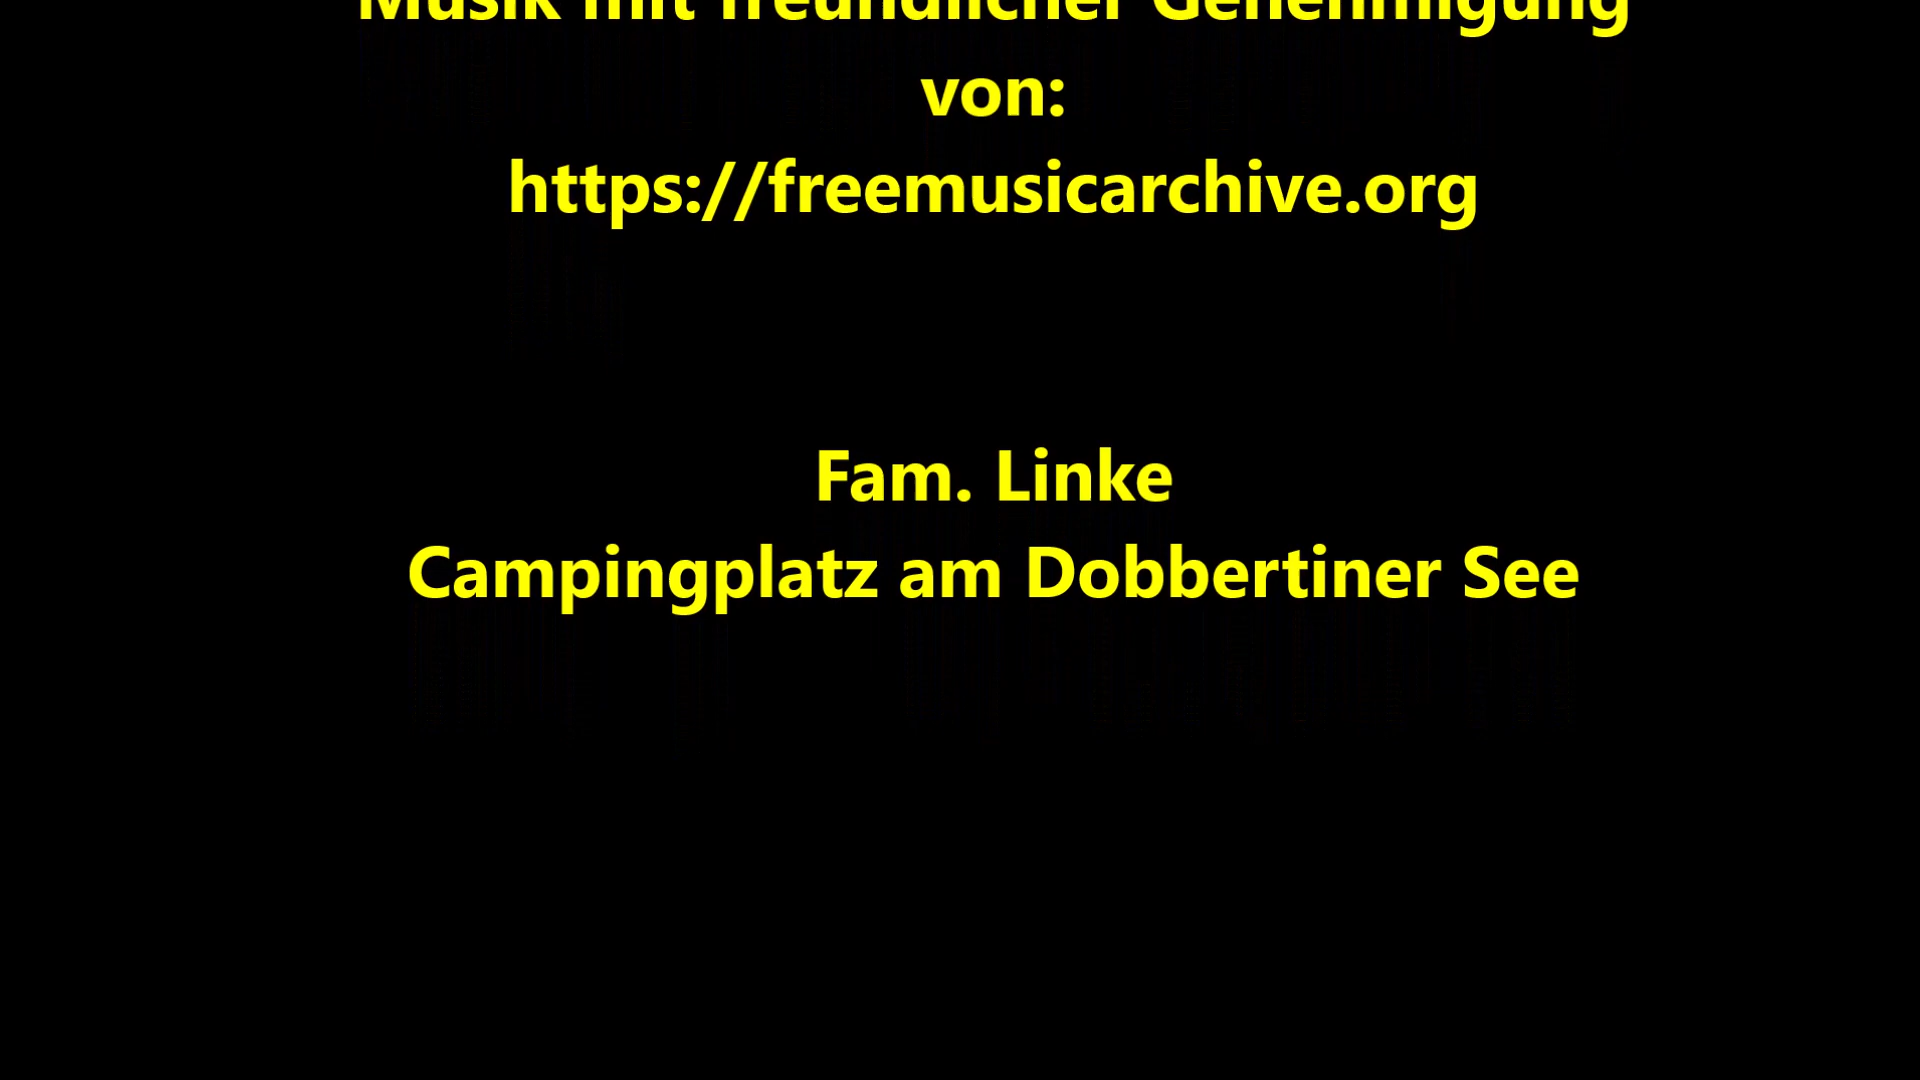 Musik mit freundlicher Genehmigung
von:
https://freemusicarchive.org
Fam. Linke
Campingplatz am Dobbertiner See